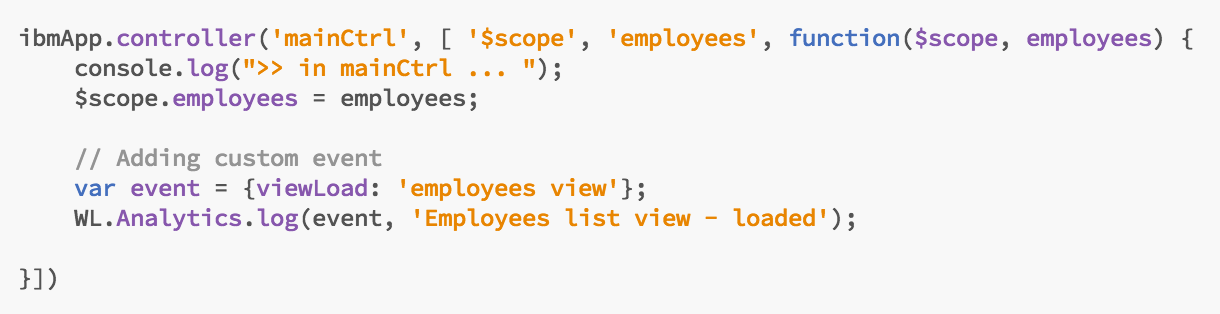 ibmApp.controller('mainCtrl', [ '$scope', 'employees', function($scope, employees) {
    console.log(">> in mainCtrl ... ");
    $scope.employees = employees;
    // Adding custom event
    var event = {viewLoad: 'employees view'};
    WL.Analytics.log(event, 'Employees list view - loaded');
}])